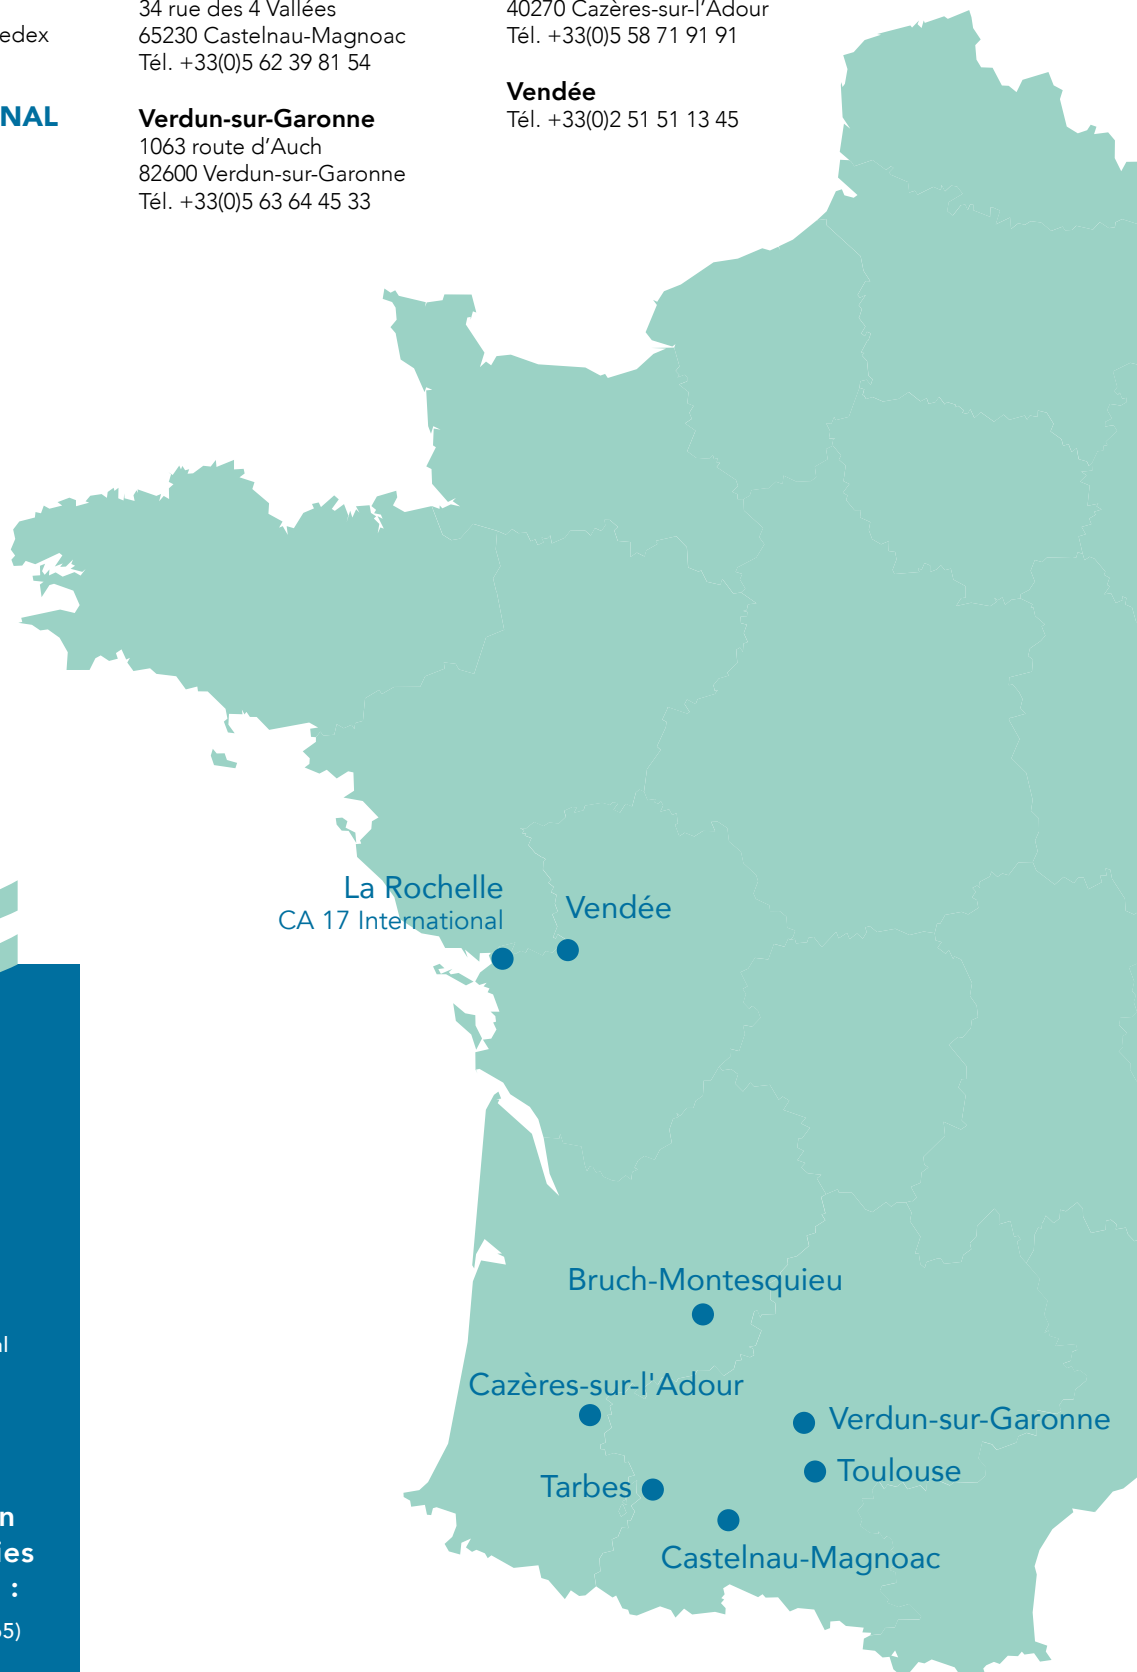 edex
NAL
34 rue des 4 Vallées
65230 Castelnau-Magnoac
Tél. +33(0)5 62 39 81 54
Verdun-sur-Garonne
1063 route d’Auch
82600 Verdun-sur-Garonne
Tél. +33(0)5 63 64 45 33
40270 Cazères-sur-l’Adour
Tél. +33(0)5 58 71 91 91
Vendée
Tél. +33(0)2 51 51 13 45
La Rochelle
CA 17 International
Vendée
Bruch-Montesquieu
Cazères-sur-l'Adour
Verdun-sur-Garonne
Toulouse
Tarbes
Castelnau-Magnoac
n
ies
: